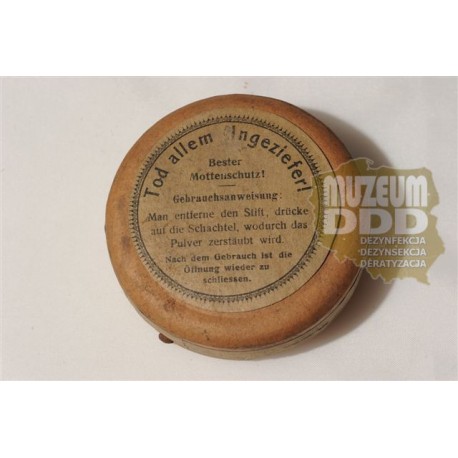 Tod allem Ungeziefer!
Bester
Mottenschutz!
Gebrauchsanweisung:
Man entferne den Stift, drücke
auf die Schachtel, wodurch das
Pulver zerstäubt wird.
Nach dem Gebrauch ist die
Öffnung wieder zu
schliessen.
MUZEUM
DDD
DEZYNFEKCJA
DEZYNSEKCJA
DERATYZACJA